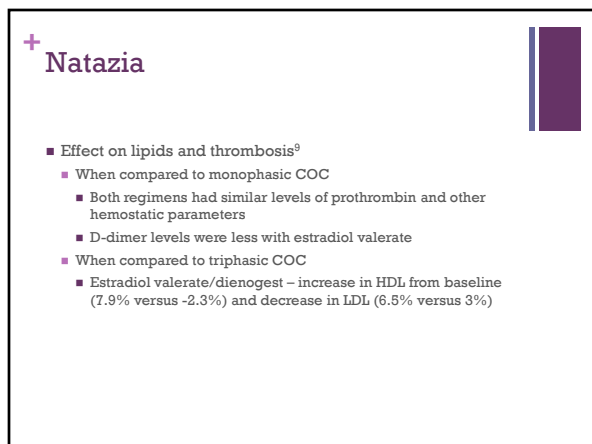 +
Natazia
■ Effect on lipids and thrombosis⁹
■ When compared to monophasic COC
■ Both regimens had similar levels of prothrombin and other
hemostatic parameters
■ D-dimer levels were less with estradiol valerate
■ When compared to triphasic COC
■ Estradiol valerate/dienogest – increase in HDL from baseline
(7.9% versus -2.3%) and decrease in LDL (6.5% versus 3%)